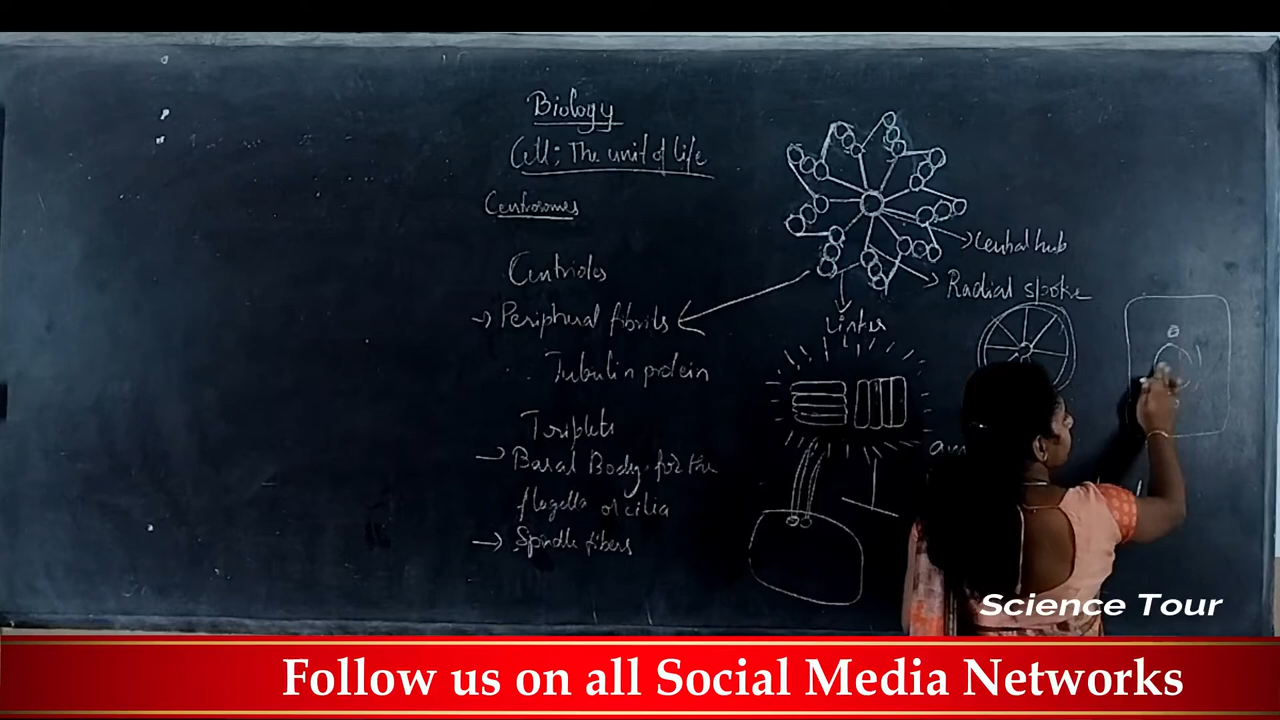 Biology
Cell: The unit of life
Centrosomes
Centrioles
→ Peripheral fibrils
Tubulin protein
Triplets
→ Basal Body for the
flagella or cilia
→ Spindle fibers
Central hub
Radial spoke
Linker
Science Tour
Follow us on all Social Media Networks